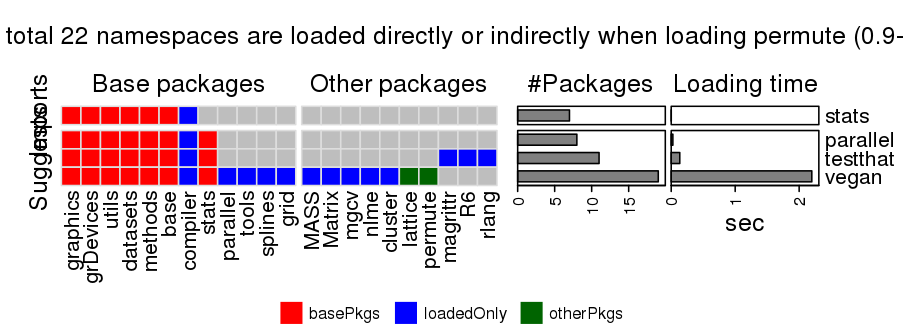 total 22 namespaces are loaded directly or indirectly when loading permute (0.9-
Base packages
Other packages
#Packages
Loading time
Imports
Suggests
stats
parallel
testthat
vegan
graphics
grDevices
utils
datasets
methods
base
compiler
stats
parallel
tools
splines
grid
MASS
Matrix
mgcv
nlme
cluster
lattice
permute
magrittr
R6
rlang
0 5 10 15
0 1 2
sec
basePkgs loadedOnly otherPkgs